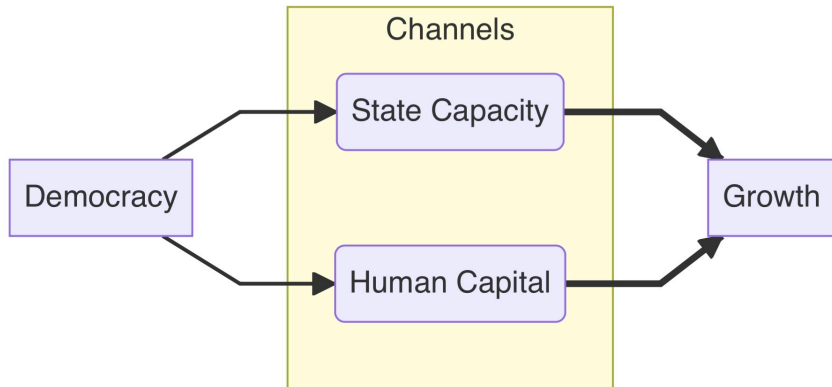 Channels
State Capacity
Democracy
Growth
Human Capital